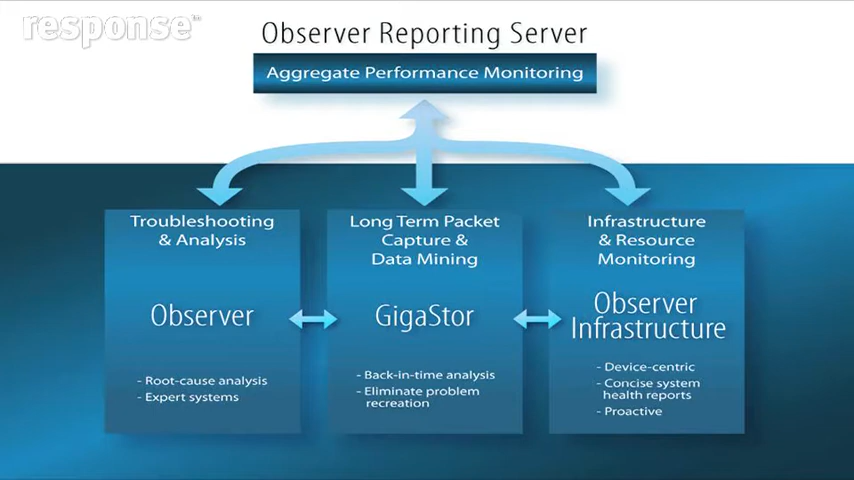 response™
Observer Reporting Server
Aggregate Performance Monitoring
Troubleshooting
& Analysis
Observer
- Root-cause analysis
- Expert systems
Long Term Packet
Capture &
Data Mining
GigaStor
- Back-in-time analysis
- Eliminate problem
recreation
Infrastructure
& Resource
Monitoring
Observer
Infrastructure
- Device-centric
- Concise system
health reports
- Proactive